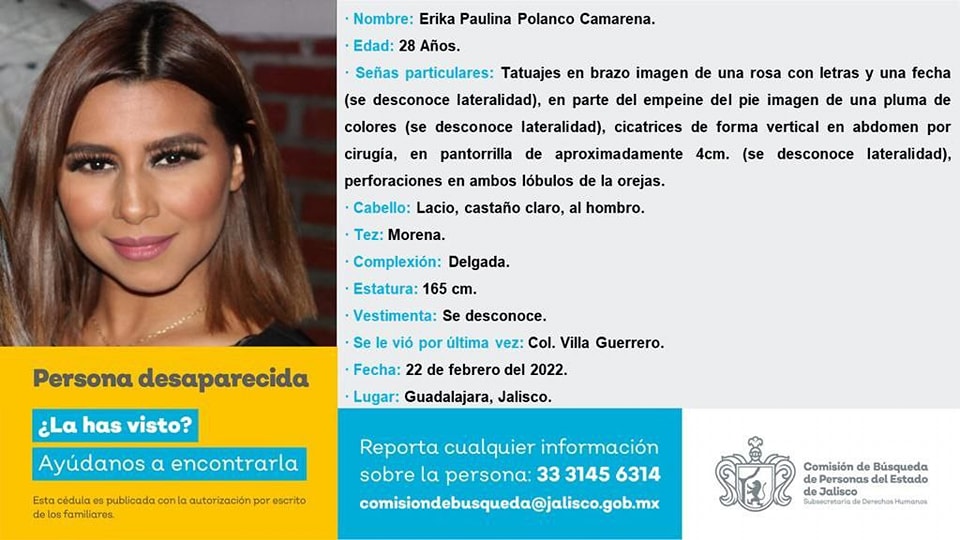 · Nombre: Erika Paulina Polanco Camarena.
· Edad: 28 Años.
· Señas particulares: Tatuajes en brazo imagen de una rosa con letras y una fecha
(se desconoce lateralidad), en parte del empeine del pie imagen de una pluma de
colores (se desconoce lateralidad), cicatrices de forma vertical en abdomen por
cirugía, en pantorrilla de aproximadamente 4cm. (se desconoce lateralidad),
perforaciones en ambos lóbulos de la orejas.
· Cabello: Lacio, castaño claro, al hombro.
· Tez: Morena.
· Complexión: Delgada.
· Estatura: 165 cm.
· Vestimenta: Se desconoce.
· Se le vió por última vez: Col. Villa Guerrero.
· Fecha: 22 de febrero del 2022.
· Lugar: Guadalajara, Jalisco.
Persona desaparecida
¿La has visto?
Ayúdanos a encontrarla
Esta cédula es publicada con la autorización por escrito
de los familiares.
Reporta cualquier información
sobre la persona: 33 3145 6314
comisiondebusqueda@jalisco.gob.mx
Comisión de Búsqueda
de Personas del Estado
de Jalisco
Subsecretaría de Derechos Humanos